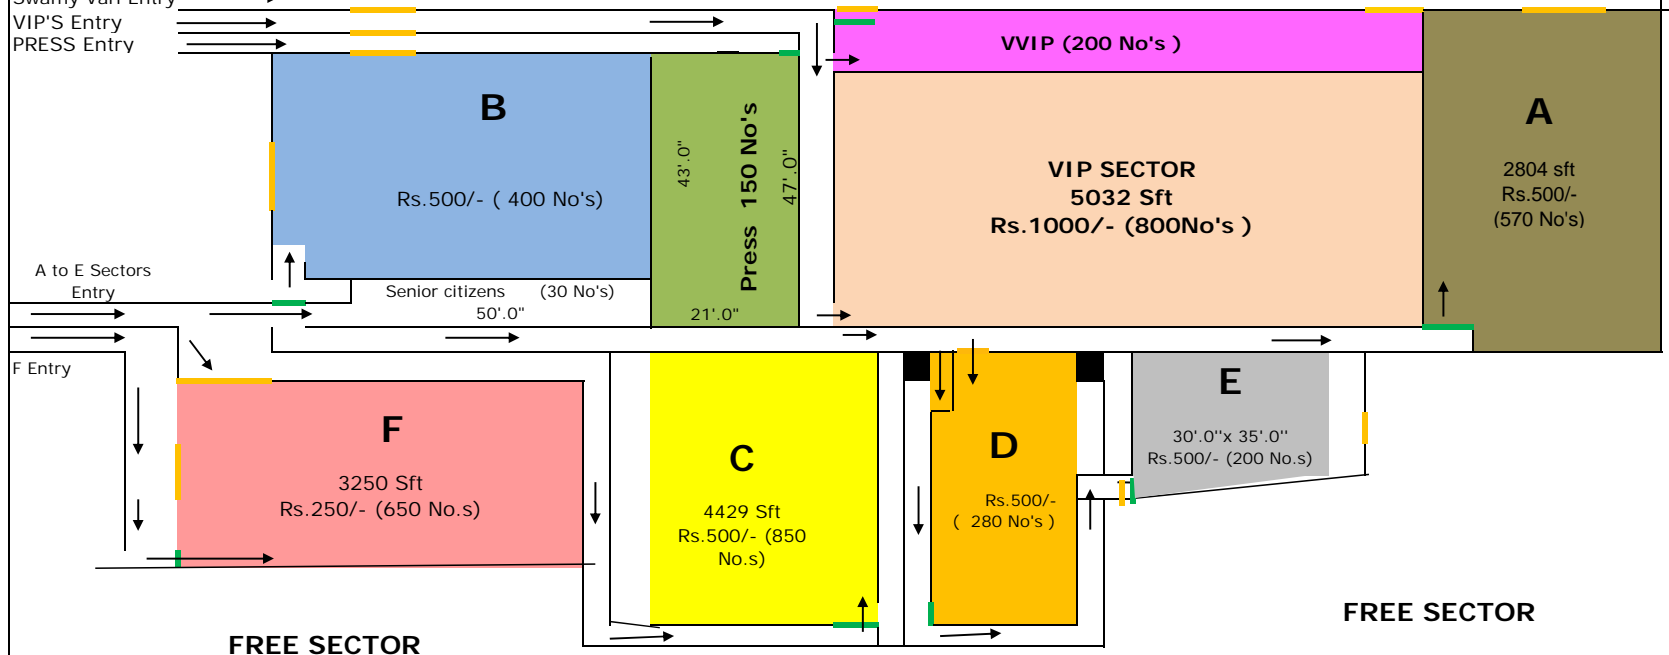 Swamy Van Entry
VIP'S Entry
PRESS Entry
VVIP (200 No's )
B
Rs.500/- ( 400 No's)
43'.0"
Press 150 No's
47'.0"
21'.0"
VIP SECTOR
5032 Sft
Rs.1000/- (800No's )
A
2804 sft
Rs.500/-
(570 No's)
A to E Sectors
Entry
Senior citizens (30 No's)
50'.0"
F Entry
F
3250 Sft
Rs.250/- (650 No.s)
C
4429 Sft
Rs.500/- (850
No.s)
D
Rs.500/-
( 280 No's )
E
30'.0''x 35'.0''
Rs.500/- (200 No.s)
FREE SECTOR
FREE SECTOR